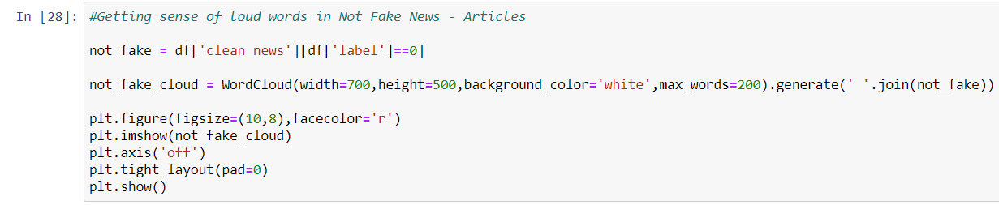 In [28]: #Getting sense of loud words in Not Fake News - Articles
not_fake = df['clean_news'][df['label']==0]
not_fake_cloud = WordCloud(width=700,height=500,background_color='white',max_words=200).generate(' '.join(not_fake))
plt.figure(figsize=(10,8),facecolor='r')
plt.imshow(not_fake_cloud)
plt.axis('off')
plt.tight_layout(pad=0)
plt.show()